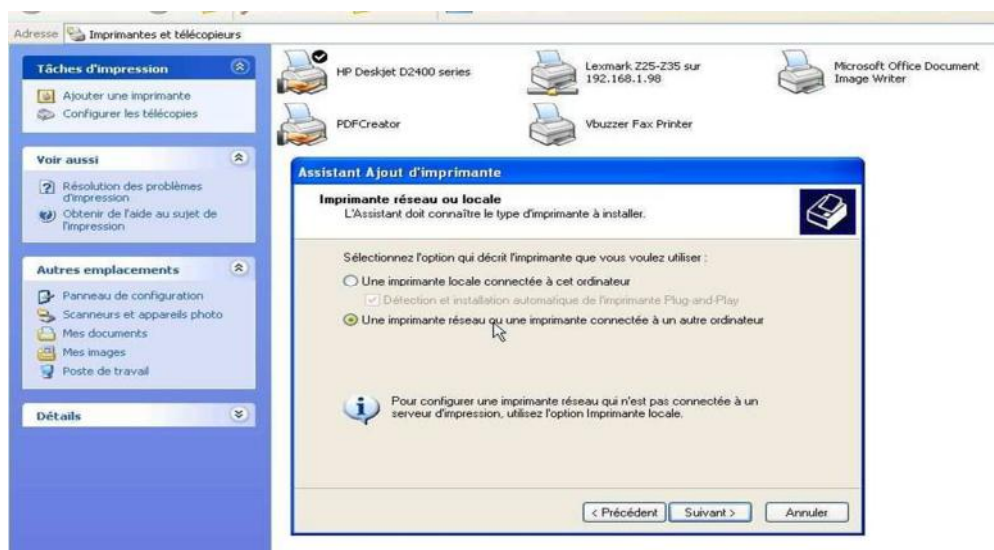 Adresse Imprimantes et télécopieurs
Tâches d'impression
Ajouter une imprimante
Configurer les télécopies
Voir aussi
Résolution des problèmes
d'impression
Obtenir de l'aide au sujet de
l'impression
Autres emplacements
Panneau de configuration
Scanneurs et appareils photo
Mes documents
Mes images
Poste de travail
Détails
HP Deskjet D2400 series
Lexmark Z25-Z35 sur
192.168.1.98
Microsoft Office Document
Image Writer
PDFCreator
Vbuzzer Fax Printer
Assistant Ajout d'imprimante
Imprimante réseau ou locale
L'Assistant doit connaître le type d'imprimante à installer.
Sélectionnez l'option qui décrit l'imprimante que vous voulez utiliser :
Une imprimante locale connectée à cet ordinateur
Détection et installation automatique de l'imprimante Plug-and-Play
Une imprimante réseau ou une imprimante connectée à un autre ordinateur
Pour configurer une imprimante réseau qui n'est pas connectée à un
serveur d'impression, utilisez l'option Imprimante locale.
< Précédent Suivant > Annuler